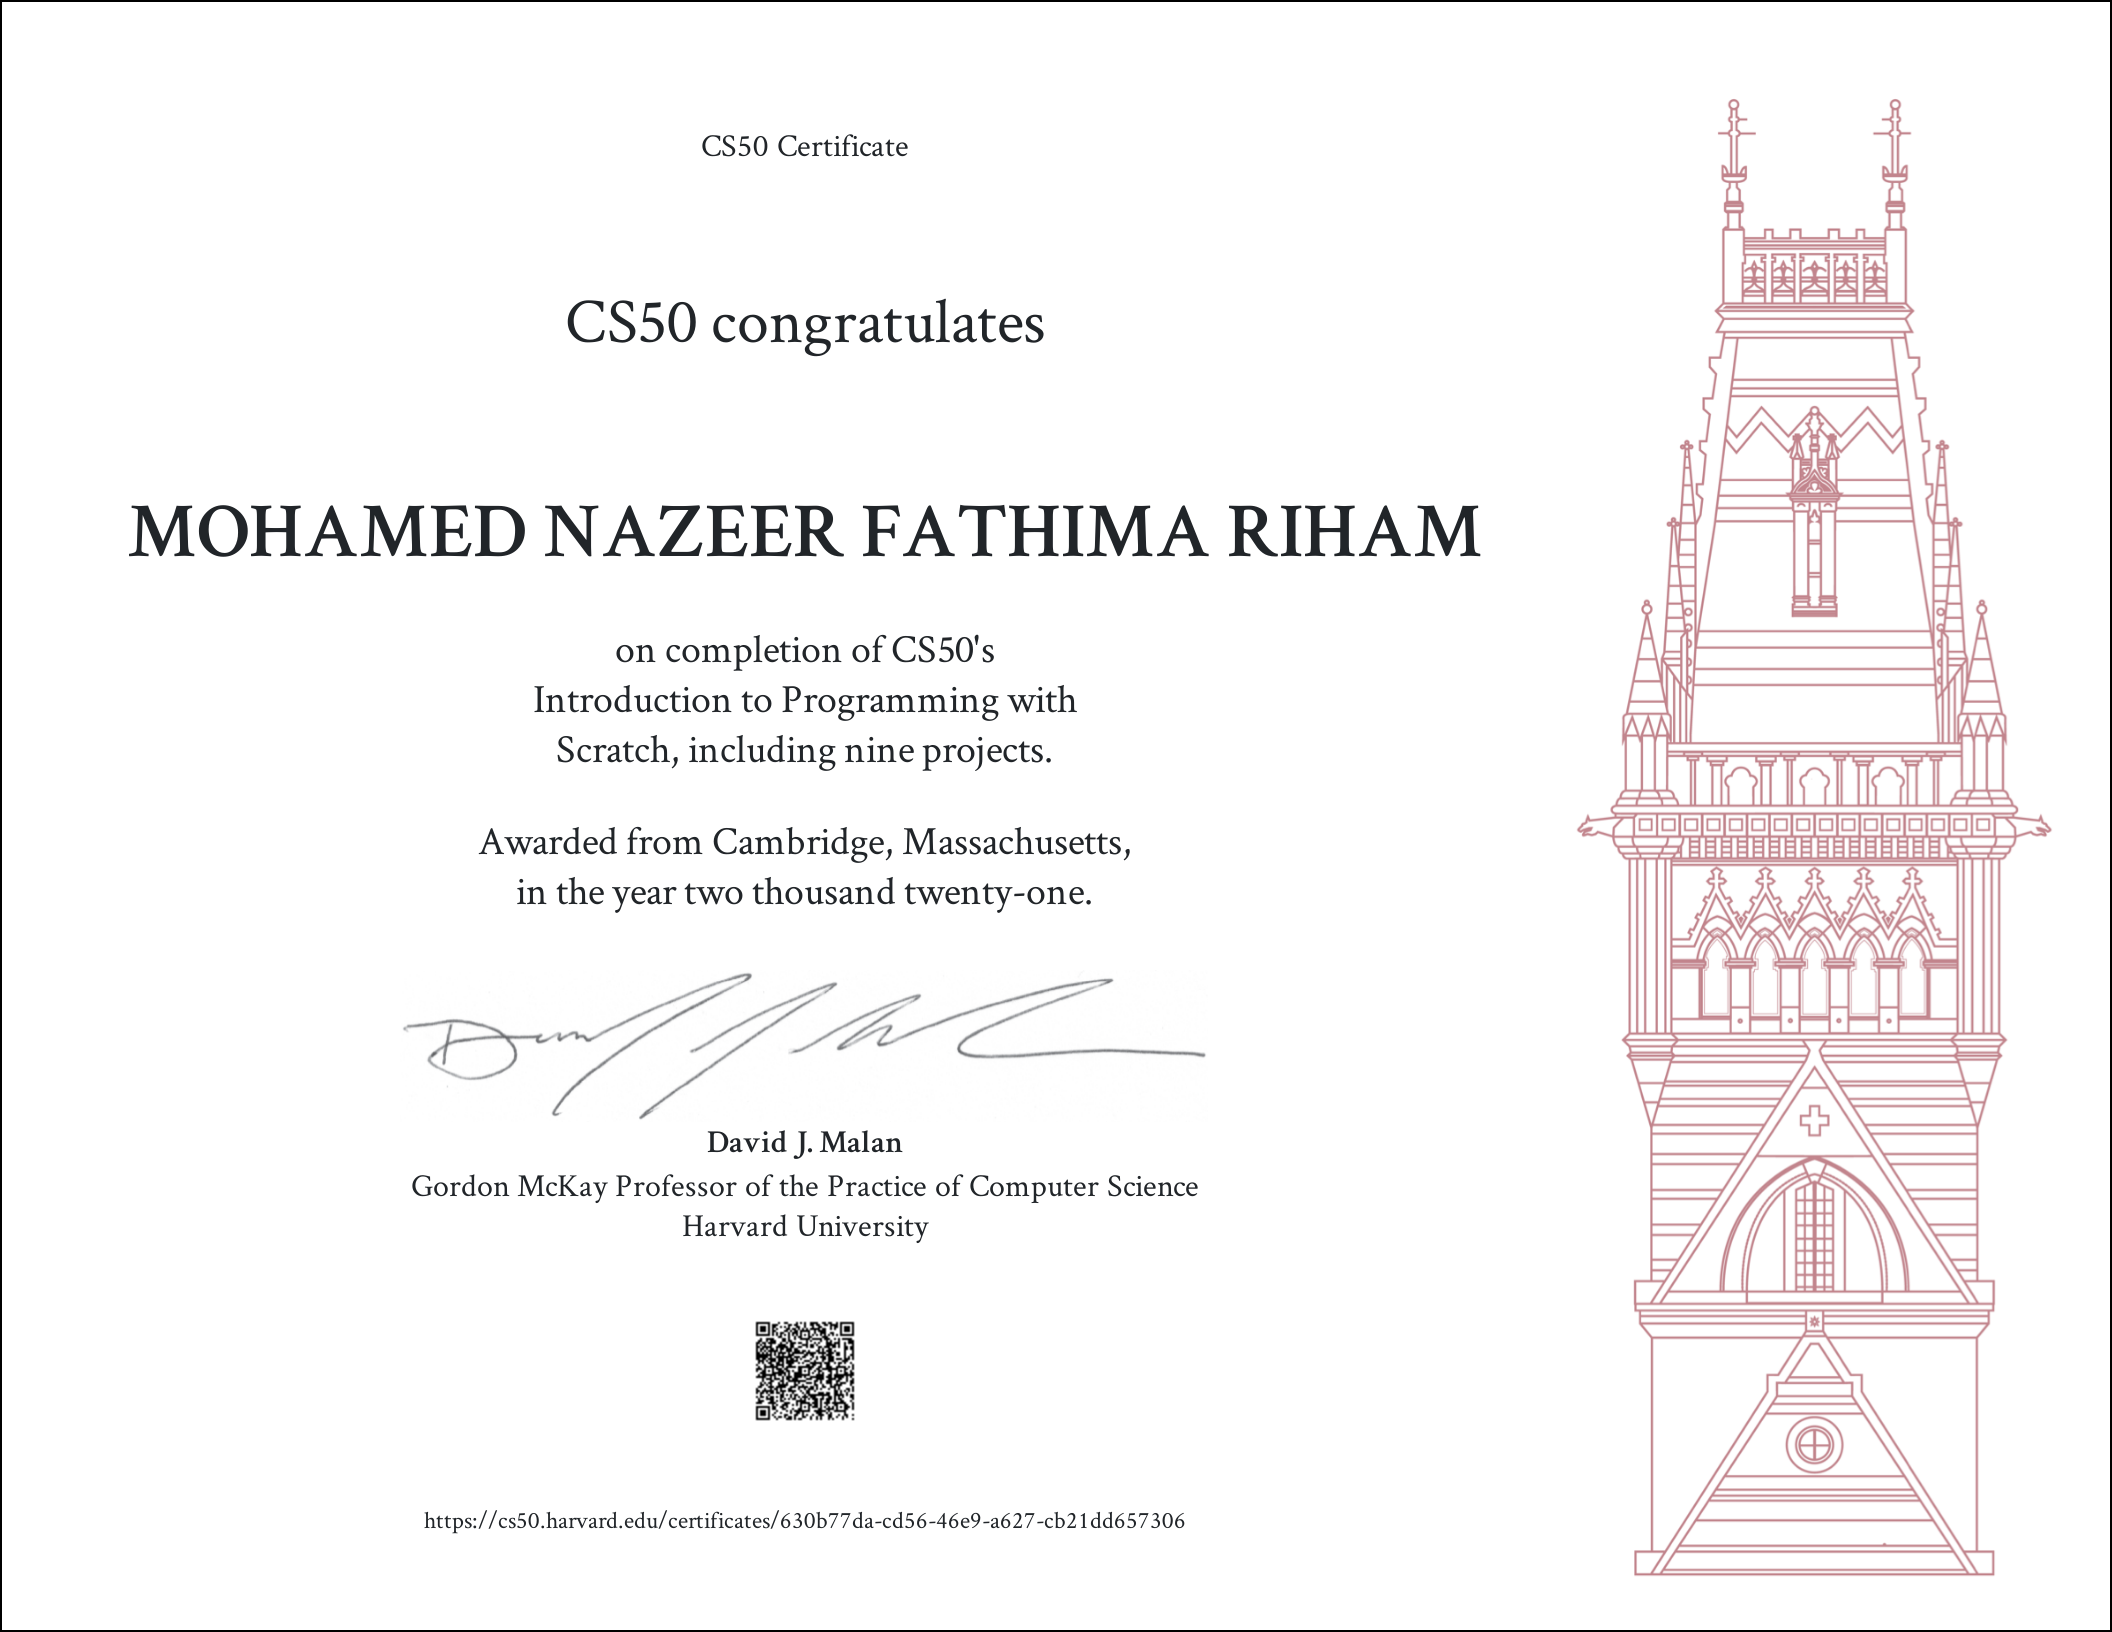 CS50 Certificate
CS50 congratulates
MOHAMED NAZEER FATHIMA RIHAM
on completion of CS50's
Introduction to Programming with
Scratch, including nine projects.
Awarded from Cambridge, Massachusetts,
in the year two thousand twenty-one.
David J. Malan
Gordon McKay Professor of the Practice of Computer Science
Harvard University
https://cs50.harvard.edu/certificates/630b77da-cd56-46e9-a627-cb21dd657306